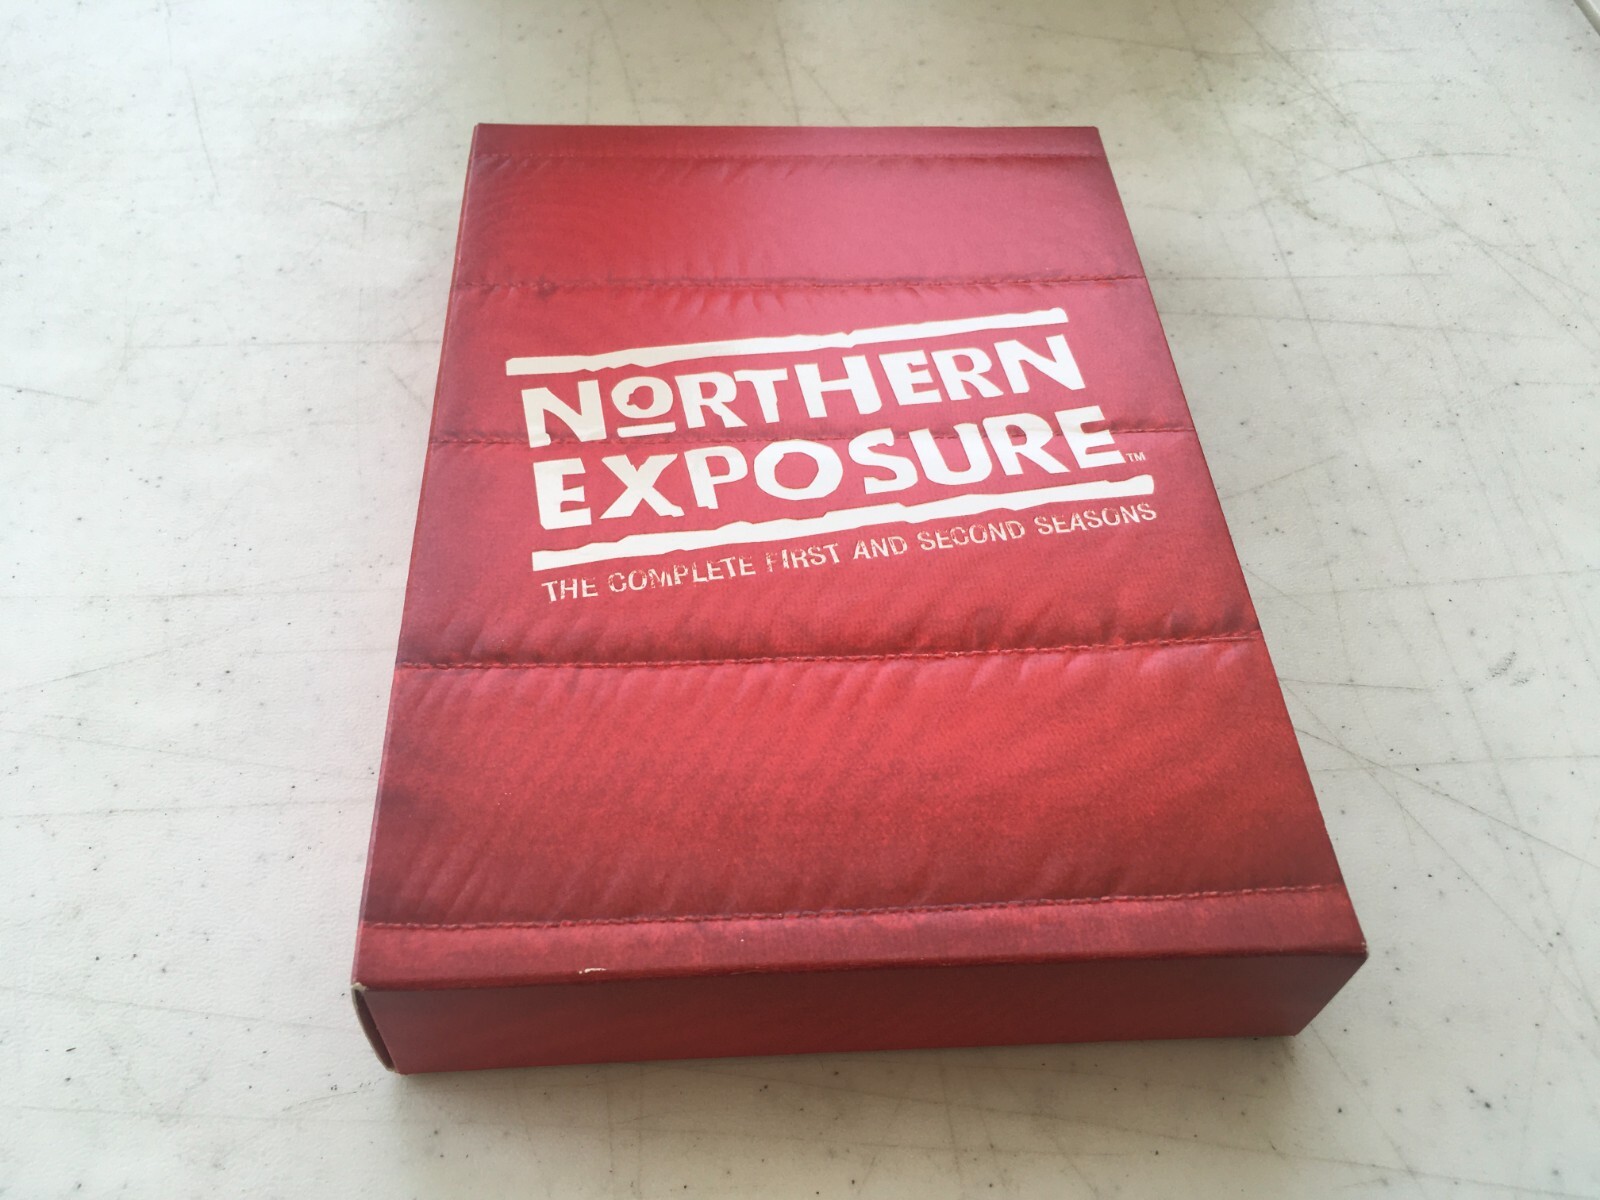 NORTHERN
EXPOSURE™
THE COMPLETE FIRST AND SECOND SEASONS